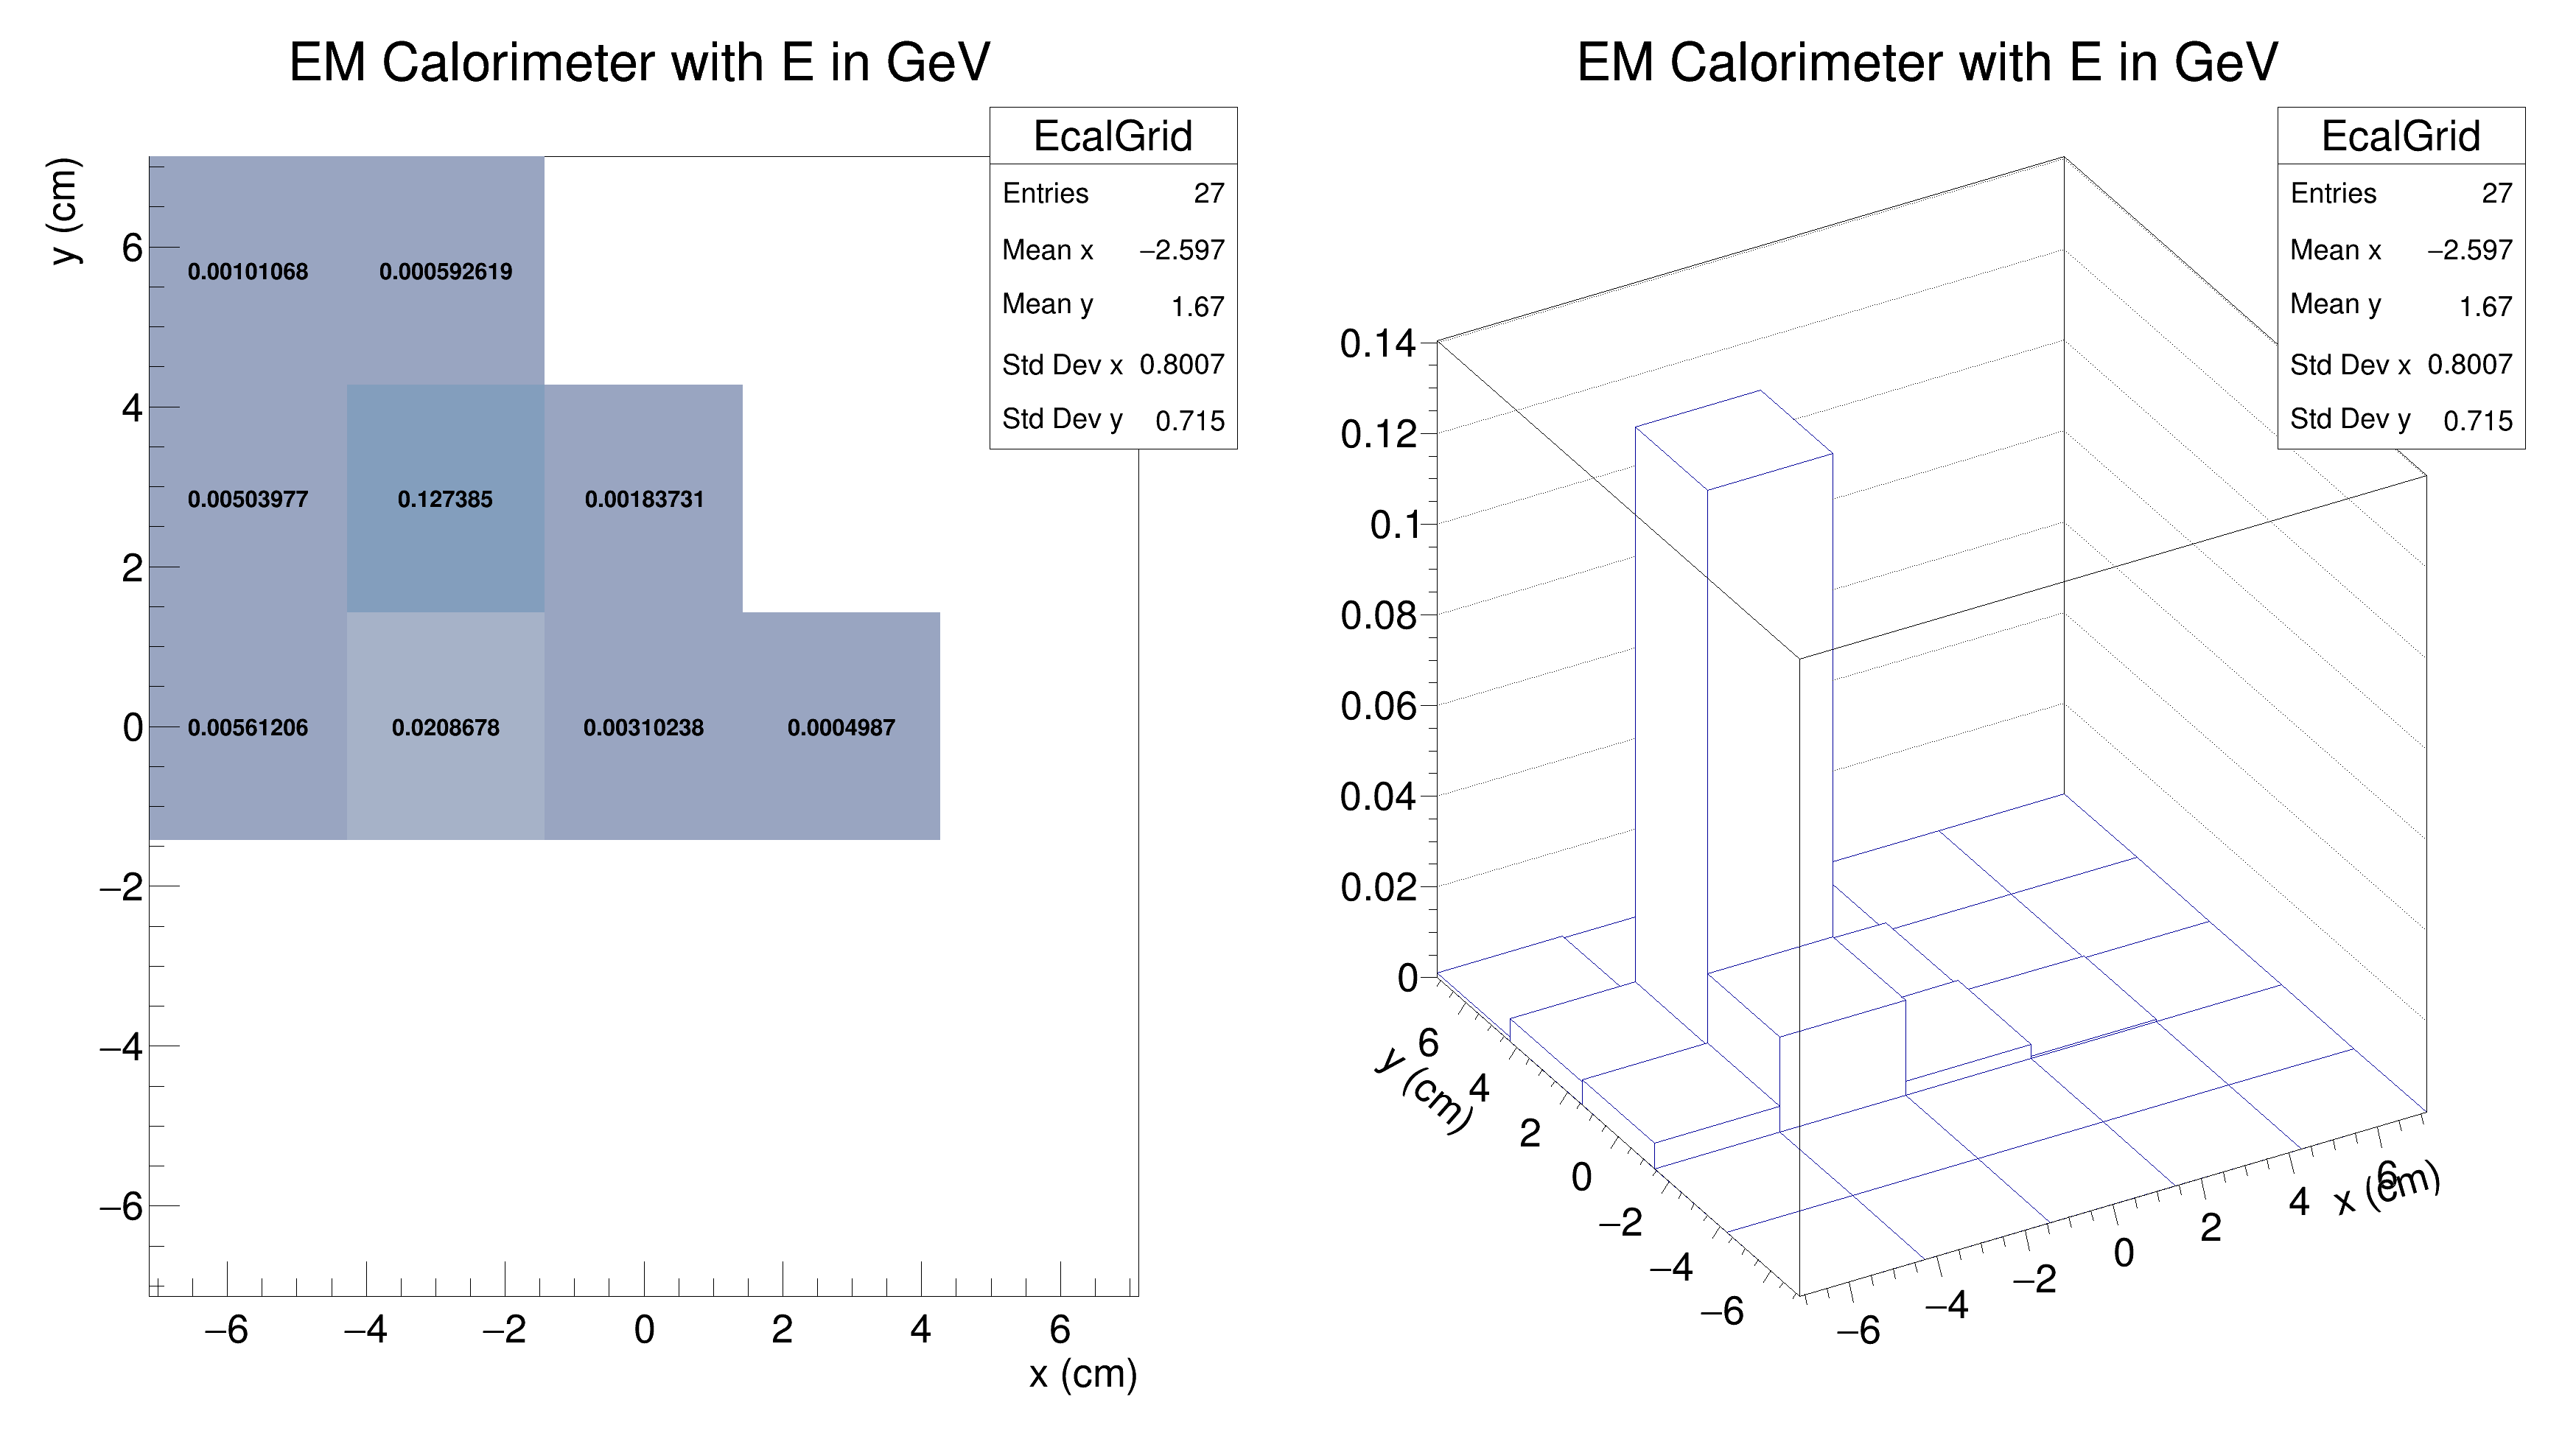 EM Calorimeter with E in GeV
EcalGrid
Entries 27
Mean x −2.597
Mean y 1.67
Std Dev x 0.8007
Std Dev y 0.715
y (cm)
6
4
2
0
−2
−4
−6
0.00101068 0.000592619
0.00503977 0.127385 0.00183731
0.00561206 0.0208678 0.00310238 0.0004987
−6 −4 −2 0 2 4 6
x (cm)
EM Calorimeter with E in GeV
EcalGrid
Entries 27
Mean x −2.597
Mean y 1.67
Std Dev x 0.8007
Std Dev y 0.715
0.14
0.12
0.1
0.08
0.06
0.04
0.02
0
y (cm)
6
4
2
0
−2
−4
−6
−6 −4 −2 0 2 4 6
x (cm)